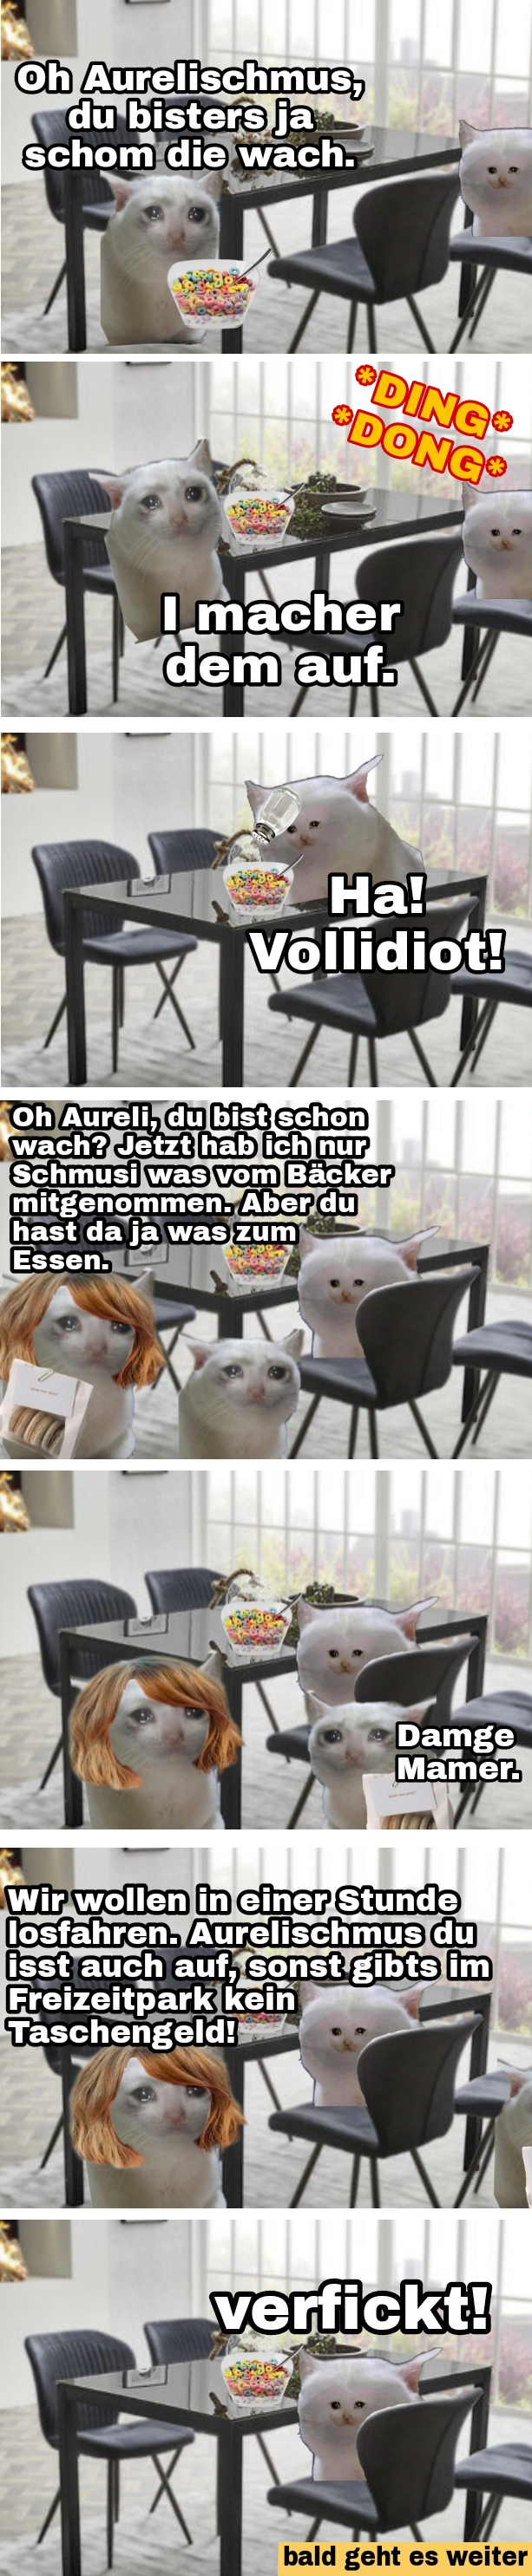 Oh Aurelischmus,
du bisters ja
schom die wach.
*DING*
*DONG*
I macher
dem auf.
Ha!
Vollidiot!
Oh Aureli, du bist schon
wach? Jetzt hab ich nur
Schmusi was vom Bäcker
mitgenommen. Aber du
hast da ja was zum
Essen.
Damge
Mamer.
Wir wollen in einer Stunde
losfahren. Aurelischmus du
isst auch auf, sonst gibts im
Freizeitpark kein
Taschengeld!
verfickt!
bald geht es weiter